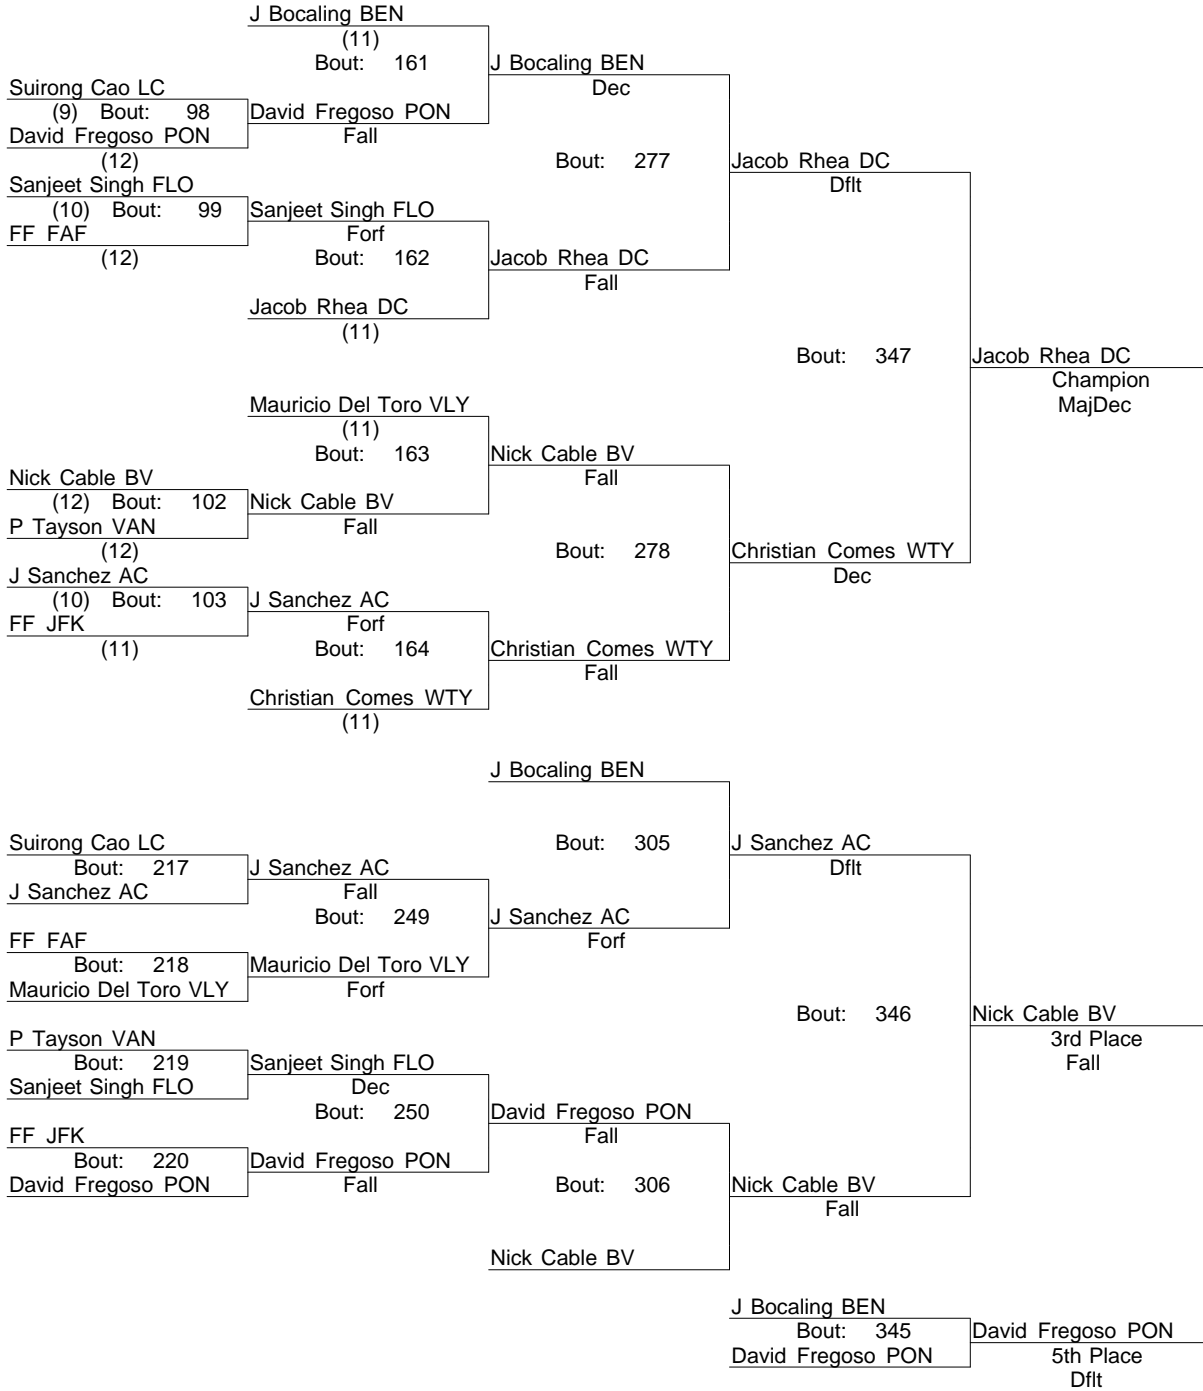 J Bocaling BEN
(11)
Bout: 161
J Bocaling BEN
Dec
Suirong Cao LC
(9) Bout: 98
David Fregoso PON
Fall
David Fregoso PON
(12)
Bout: 277
Jacob Rhea DC
Dflt
Sanjeet Singh FLO
(10) Bout: 99
Sanjeet Singh FLO
Forf
FF FAF
(12)
Bout: 162
Jacob Rhea DC
Fall
Jacob Rhea DC
(11)
Bout: 347
Jacob Rhea DC
Champion
MajDec
Mauricio Del Toro VLY
(11)
Bout: 163
Nick Cable BV
Fall
Nick Cable BV
(12) Bout: 102
Nick Cable BV
Fall
P Tayson VAN
(12)
Bout: 278
Christian Comes WTY
Dec
J Sanchez AC
(10) Bout: 103
J Sanchez AC
Forf
FF JFK
(11)
Bout: 164
Christian Comes WTY
Fall
Christian Comes WTY
(11)
J Bocaling BEN
Bout: 305
J Sanchez AC
Dflt
Suirong Cao LC
Bout: 217
J Sanchez AC
Fall
J Sanchez AC
Bout: 249
J Sanchez AC
Forf
FF FAF
Bout: 218
Mauricio Del Toro VLY
Forf
Mauricio Del Toro VLY
Bout: 346
Nick Cable BV
3rd Place
Fall
P Tayson VAN
Bout: 219
Sanjeet Singh FLO
Dec
Sanjeet Singh FLO
Bout: 250
David Fregoso PON
Fall
FF JFK
Bout: 220
David Fregoso PON
Fall
David Fregoso PON
Bout: 306
Nick Cable BV
Fall
Nick Cable BV
J Bocaling BEN
Bout: 345
David Fregoso PON
David Fregoso PON
5th Place
Dflt